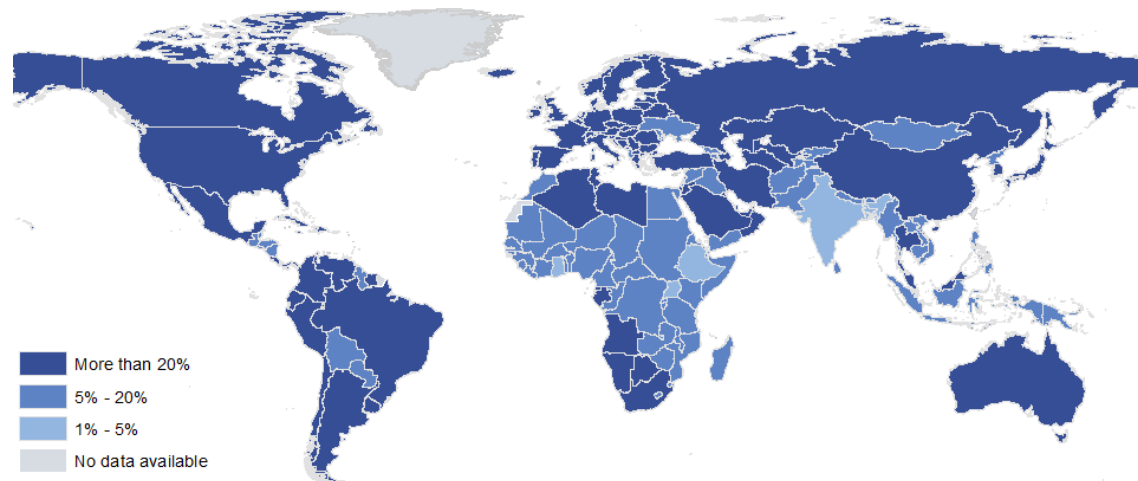 More than 20%
5% - 20%
1% - 5%
No data available